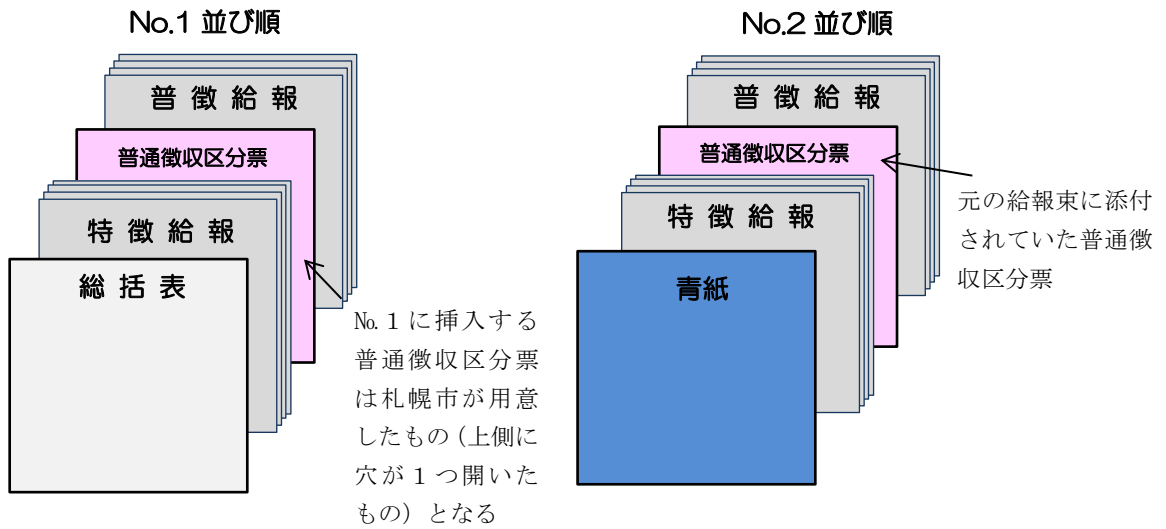 No.1 並び順
普徴給報
普通徴収区分票
特徴給報
総括表
№１に挿入する
普通徴収区分票
は札幌市が用意
したもの（上側に
穴が１つ開いた
もの）となる
No.2 並び順
普徴給報
普通徴収区分票
特徴給報
青紙
元の給報束に添付
されていた普通徴
収区分票